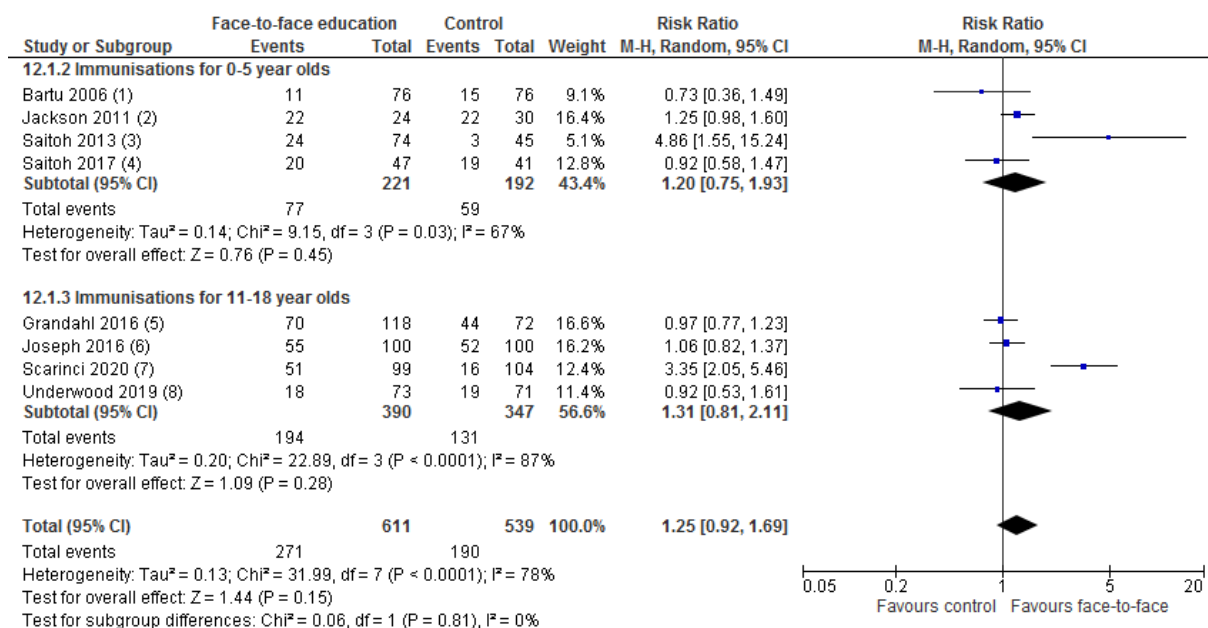 Face-to-face education Control Risk Ratio Risk Ratio
Study or Subgroup Events Total Events Total Weight M-H, Random, 95% CI M-H, Random, 95% CI
12.1.2 Immunisations for 0-5 year olds
Bartu 2006 (1) 11 76 15 76 9.1% 0.73 [0.36, 1.49]
Jackson 2011 (2) 22 24 22 30 16.4% 1.25 [0.98, 1.60]
Saitoh 2013 (3) 24 74 3 45 5.1% 4.86 [1.55, 15.24]
Saitoh 2017 (4) 20 47 19 41 12.8% 0.92 [0.58, 1.47]
Subtotal (95% CI) 221 192 43.4% 1.20 [0.75, 1.93]
Total events 77 59
Heterogeneity: Tau² = 0.14; Chi² = 9.15, df = 3 (P = 0.03); I² = 67%
Test for overall effect: Z = 0.76 (P = 0.45)
12.1.3 Immunisations for 11-18 year olds
Grandahl 2016 (5) 70 118 44 72 16.6% 0.97 [0.77, 1.23]
Joseph 2016 (6) 55 100 52 100 16.2% 1.06 [0.82, 1.37]
Scarinci 2020 (7) 51 99 16 104 12.4% 3.35 [2.05, 5.46]
Underwood 2019 (8) 18 73 19 71 11.4% 0.92 [0.53, 1.61]
Subtotal (95% CI) 390 347 56.6% 1.31 [0.81, 2.11]
Total events 194 131
Heterogeneity: Tau² = 0.20; Chi² = 22.89, df = 3 (P < 0.0001); I² = 87%
Test for overall effect: Z = 1.09 (P = 0.28)
Total (95% CI) 611 539 100.0% 1.25 [0.92, 1.69]
Total events 271 190
Heterogeneity: Tau² = 0.13; Chi² = 31.99, df = 7 (P < 0.0001); I² = 78%
Test for overall effect: Z = 1.44 (P = 0.15)
Test for subgroup differences: Chi² = 0.06, df = 1 (P = 0.81), I² = 0%
0.05 0.2 1 5 20
Favours control Favours face-to-face